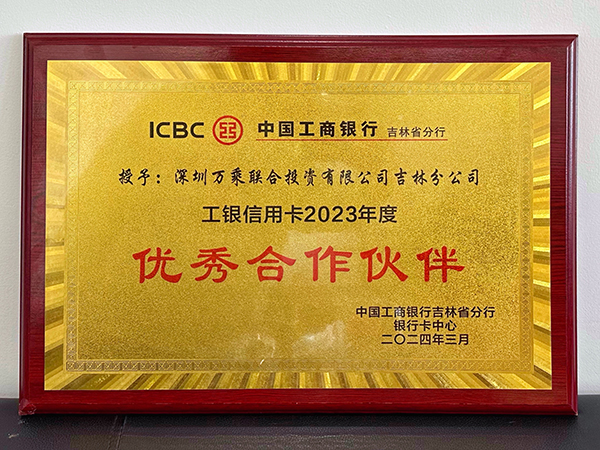 ICBC 中国工商银行 吉林省分行
授予：深圳万乘联合投資有限公司吉林分公司
工银信用卡2023年度
优秀合作伙伴
中国工商银行吉林省分行
银行卡中心
二〇二四年三月